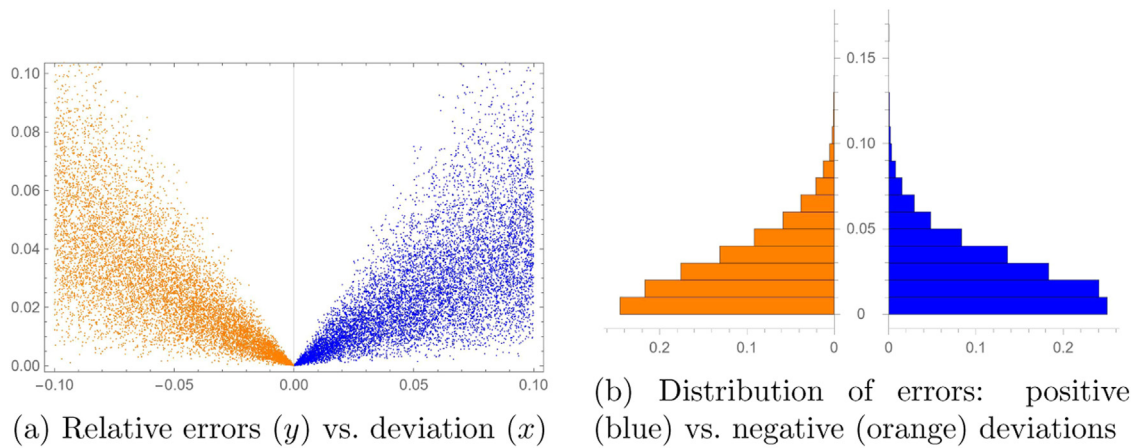 0.10
0.08
0.06
0.04
0.02
0.00
−0.10 −0.05 0.00 0.05 0.10
(a) Relative errors (y) vs. deviation (x)
0.15
0.10
0.05
0
0.2 0.1 0 0 0.1 0.2
(b) Distribution of errors: positive
(blue) vs. negative (orange) deviations